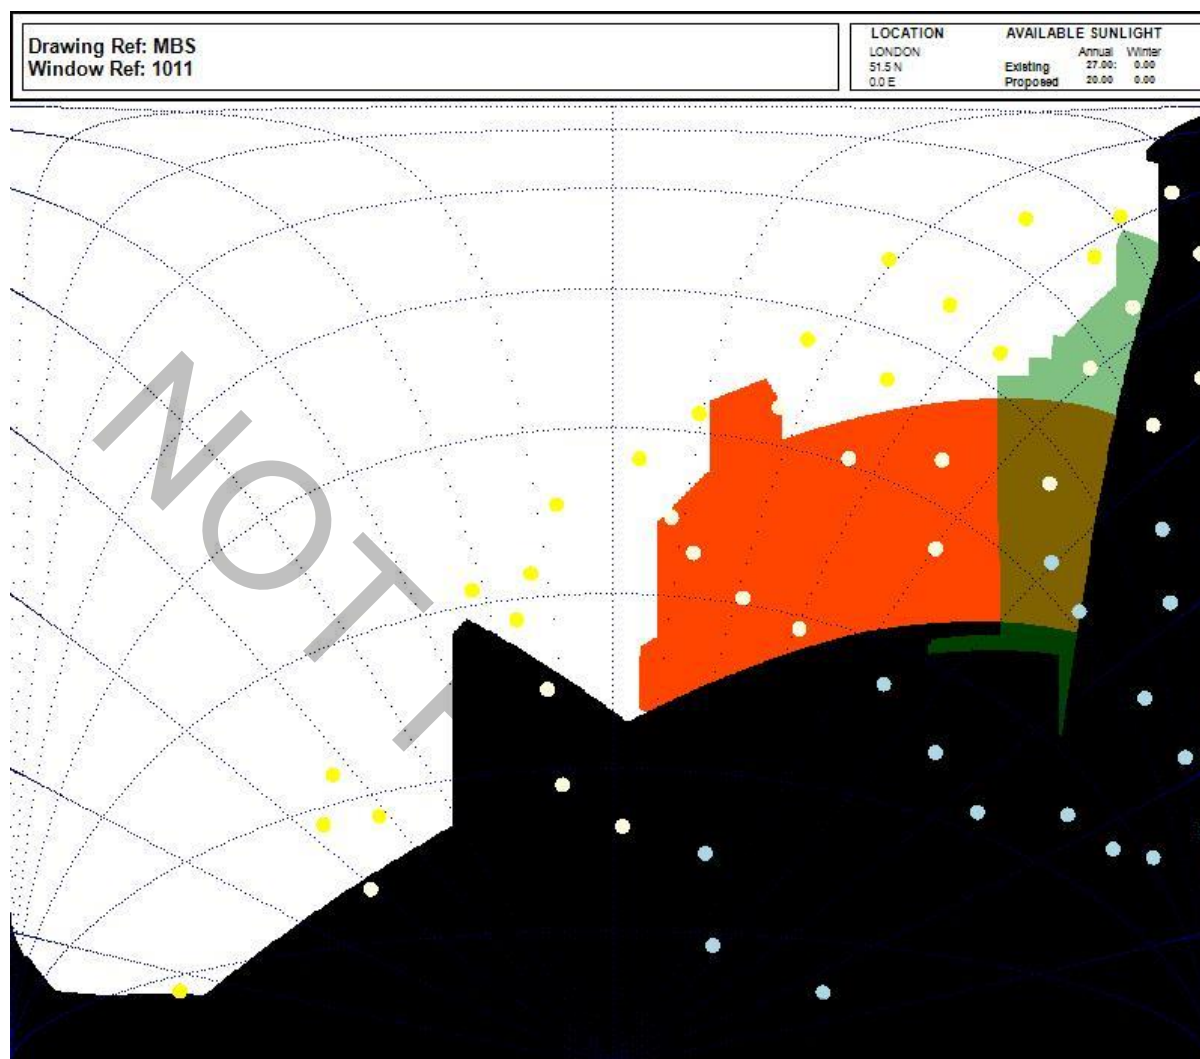 Drawing Ref: MBS
Window Ref: 1011
LOCATION
LONDON
51.5 N
0.0 E
AVAILABLE SUNLIGHT
Annual Winter
Existing 27.00: 0.00
Proposed 20.00 0.00
NOT